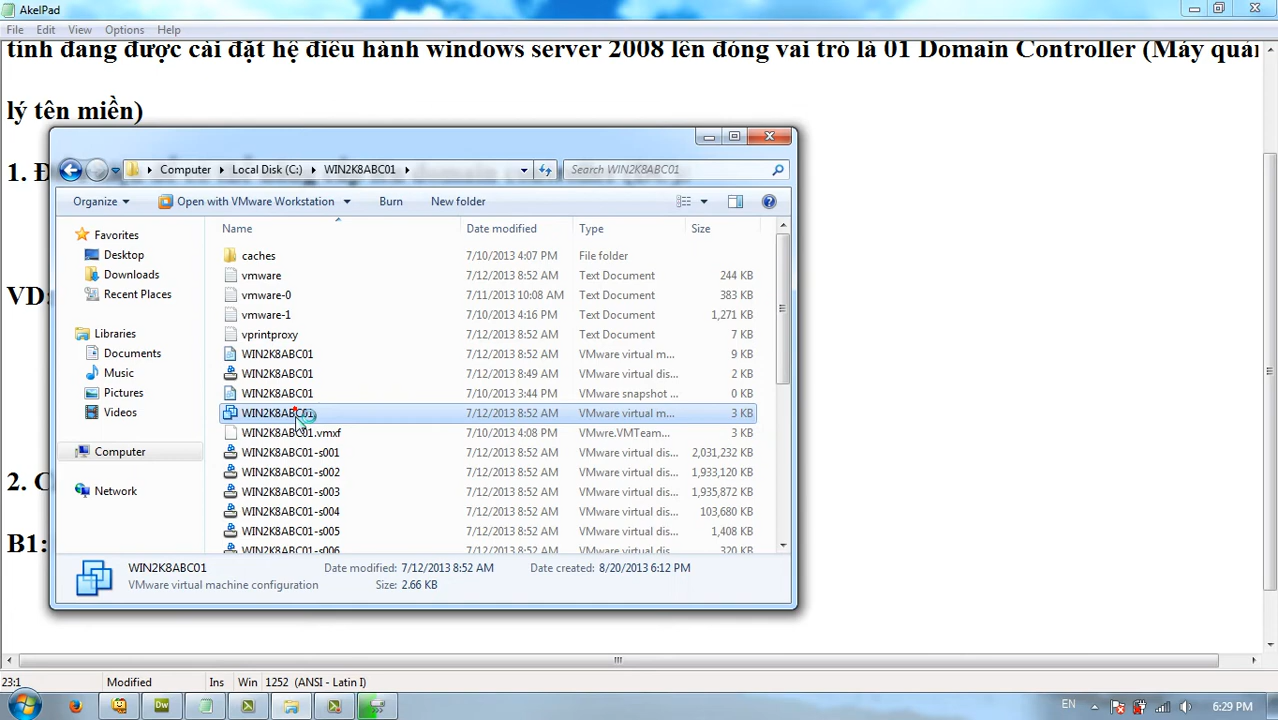 AkelPad
File Edit View Options Help
tính đang được cài đặt hệ điều hành windows server 2008 lên đóng vai trò là 01 Domain Controller (Máy quản
lý tên miền)
1. Đ
VD:
2. C
B1:
Computer Local Disk (C:) WIN2K8ABC01 Search WIN2K8ABC01
Organize Open with VMware Workstation Burn New folder
Name Date modified Type Size
Favorites
Desktop
Downloads
Recent Places
Libraries
Documents
Music
Pictures
Videos
Computer
Network
caches 7/10/2013 4:07 PM File folder
vmware 7/12/2013 8:52 AM Text Document 244 KB
vmware-0 7/11/2013 10:08 AM Text Document 383 KB
vmware-1 7/10/2013 4:16 PM Text Document 1,271 KB
vprintproxy 7/12/2013 8:52 AM Text Document 7 KB
WIN2K8ABC01 7/12/2013 8:52 AM VMware virtual m... 9 KB
WIN2K8ABC01 7/12/2013 8:49 AM VMware virtual dis... 2 KB
WIN2K8ABC01 7/10/2013 3:44 PM VMware snapshot ... 0 KB
WIN2K8ABC01 7/12/2013 8:52 AM VMware virtual m... 3 KB
WIN2K8ABC01.vmxf 7/10/2013 4:08 PM VMwre.VMTeam... 3 KB
WIN2K8ABC01-s001 7/12/2013 8:52 AM VMware virtual dis... 2,031,232 KB
WIN2K8ABC01-s002 7/12/2013 8:52 AM VMware virtual dis... 1,933,120 KB
WIN2K8ABC01-s003 7/12/2013 8:52 AM VMware virtual dis... 1,935,872 KB
WIN2K8ABC01-s004 7/12/2013 8:52 AM VMware virtual dis... 103,680 KB
WIN2K8ABC01-s005 7/12/2013 8:52 AM VMware virtual dis... 1,408 KB
WIN2K8ABC01-s006 7/12/2013 8:52 AM VMware virtual dis... 320 KB
WIN2K8ABC01 Date modified: 7/12/2013 8:52 AM Date created: 8/20/2013 6:12 PM
VMware virtual machine configuration Size: 2.66 KB
23:1 Modified Ins Win 1252 (ANSI - Latin I)
EN 6:29 PM